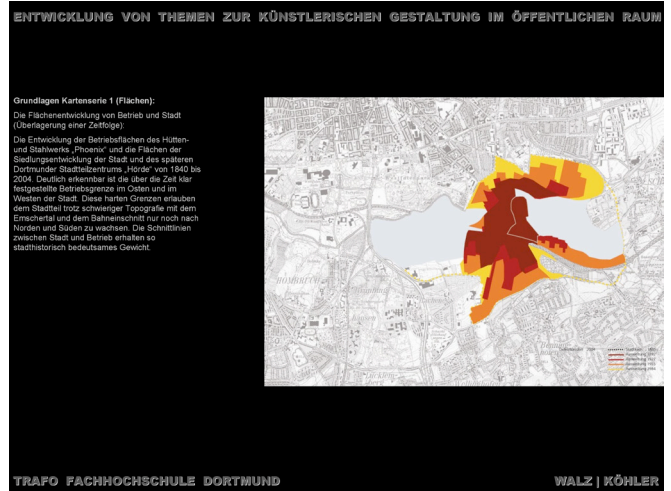 ENTWICKLUNG VON THEMEN ZUR KÜNSTLERISCHEN GESTALTUNG IM ÖFFENTLICHEN RAUM
Grundlagen Kartenserie 1 (Flächen):
Die Flächenentwicklung von Betrieb und Stadt
(Überlagerung einer Zeitfolge):
Die Entwicklung der Betriebsflächen des Hütten-
und Stahlwerks „Phoenix" und die Flächen der
Siedlungsentwicklung der Stadt und des späteren
Dortmunder Stadtteilzentrums „Hörde" von 1840 bis
2004. Deutlich erkennbar ist die über die Zeit klar
festgestellte Betriebsgrenze im Osten und im
Westen der Stadt. Diese harten Grenzen erlauben
dem Stadtteil trotz schwieriger Topografie mit dem
Emschertal und dem Bahneinschnitt nur noch nach
Norden und Süden zu wachsen. Die Schnittlinien
zwischen Stadt und Betrieb erhalten so
stadthistorisch bedeutsames Gewicht.
TRAFO FACHHOCHSCHULE DORTMUND
WALZ | KÖHLER